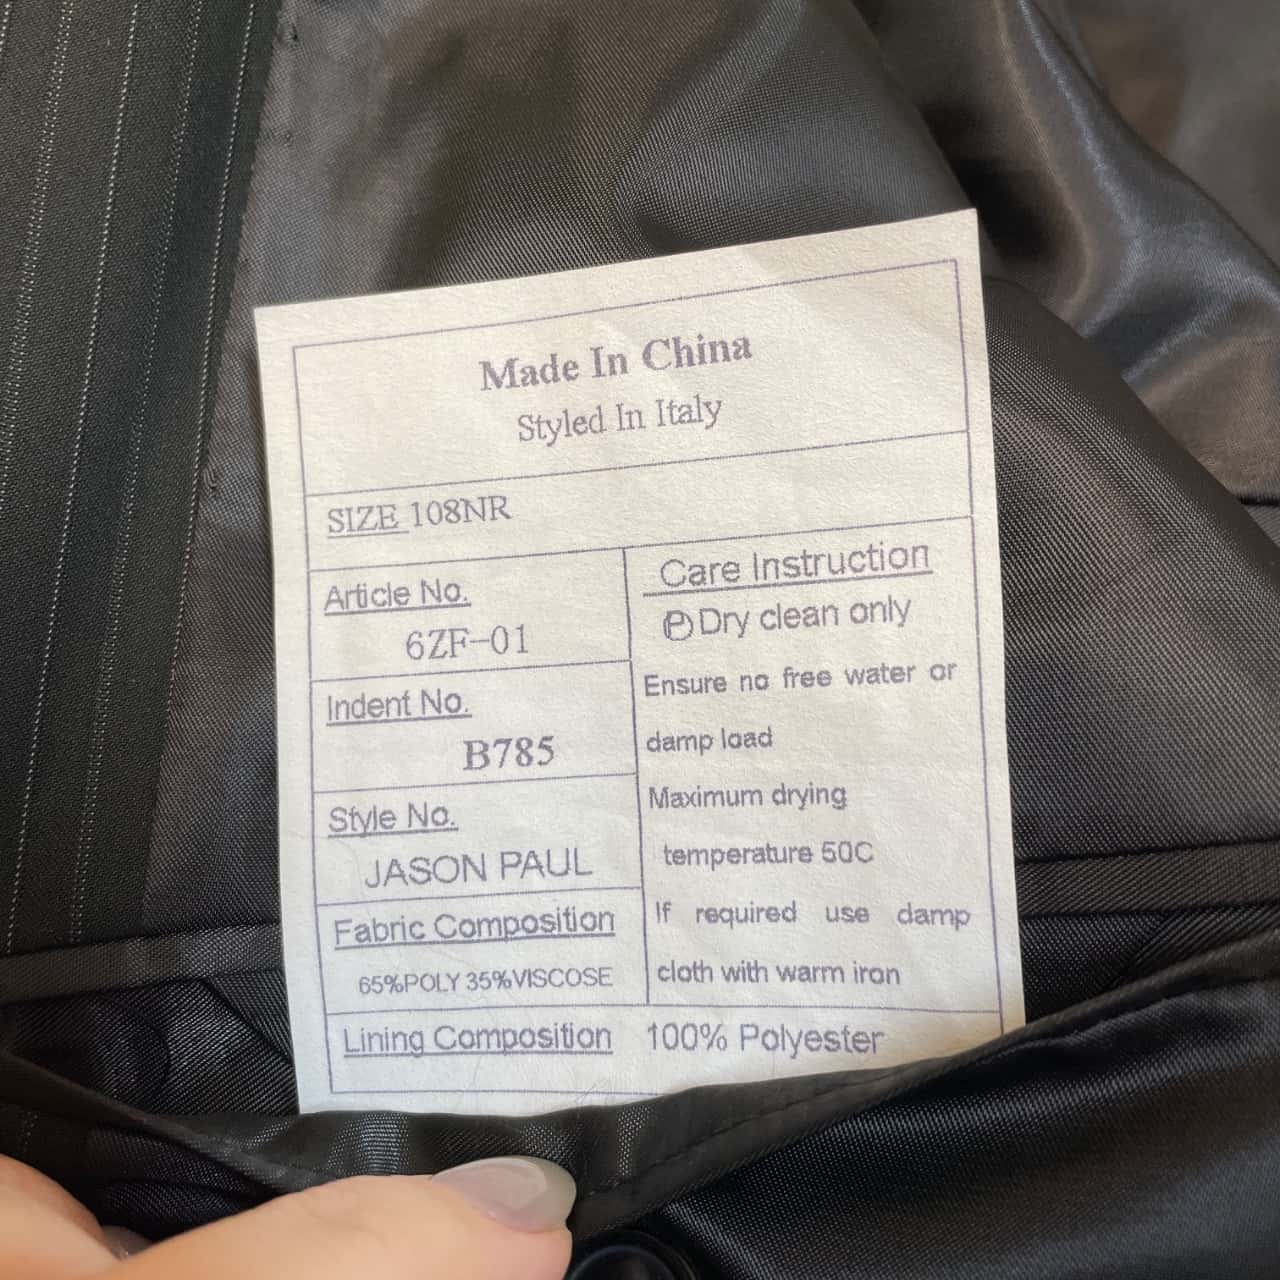 Made In China
Styled In Italy
SIZE 108NR
Article No.
6ZF-01
Indent No.
B785
Style No.
JASON PAUL
Fabric Composition
65%POLY 35%VISCOSE
Care Instruction
Ⓟ Dry clean only
Ensure no free water or
damp load
Maximum drying
temperature 50C
If required use damp
cloth with warm iron
Lining Composition 100% Polyester